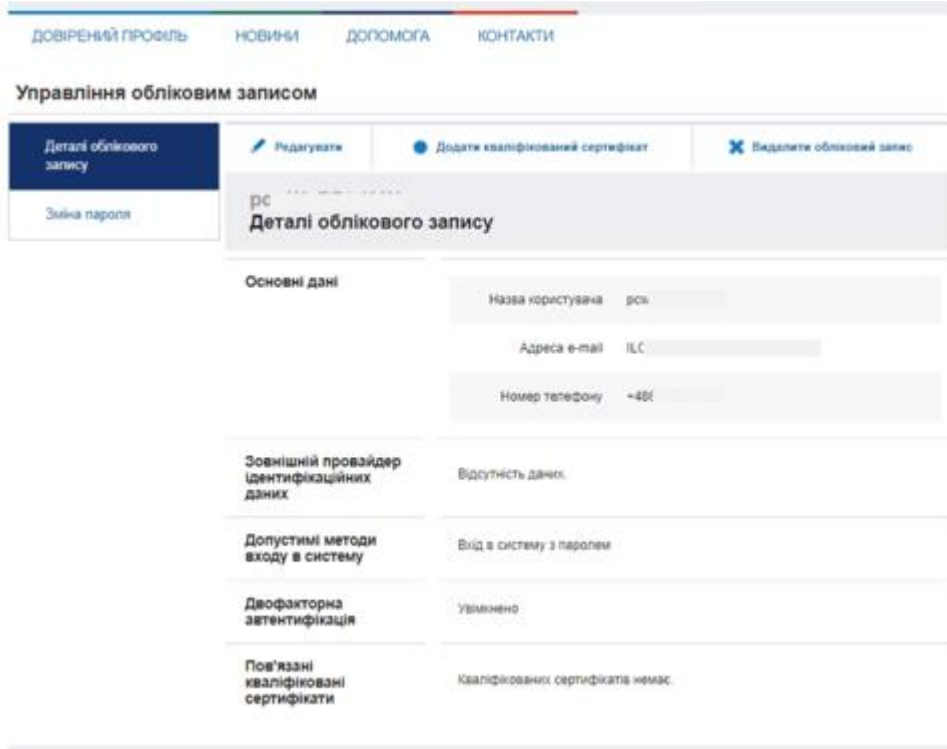 ДОВІРЕНИЙ ПРОФІЛЬ НОВИНИ ДОПОМОГА КОНТАКТИ
Управління обліковим записом
Деталі облікового
запису
Редагувати Додати кваліфікований сертифікат Видалити обліковий запис
Зміна пароля
Деталі облікового запису
Основні дані
Назва користувача
Адреса e-mail
Номер телефону +48
Зовнішній провайдер
ідентифікаційних
даних
Відсутність даних.
Допустимі методи
входу в систему
Вхід в систему з паролем
Двофакторна
автентифікація
Увімкнено
Пов'язані
кваліфіковані
сертифікати
Кваліфікованих сертифікатів немає.